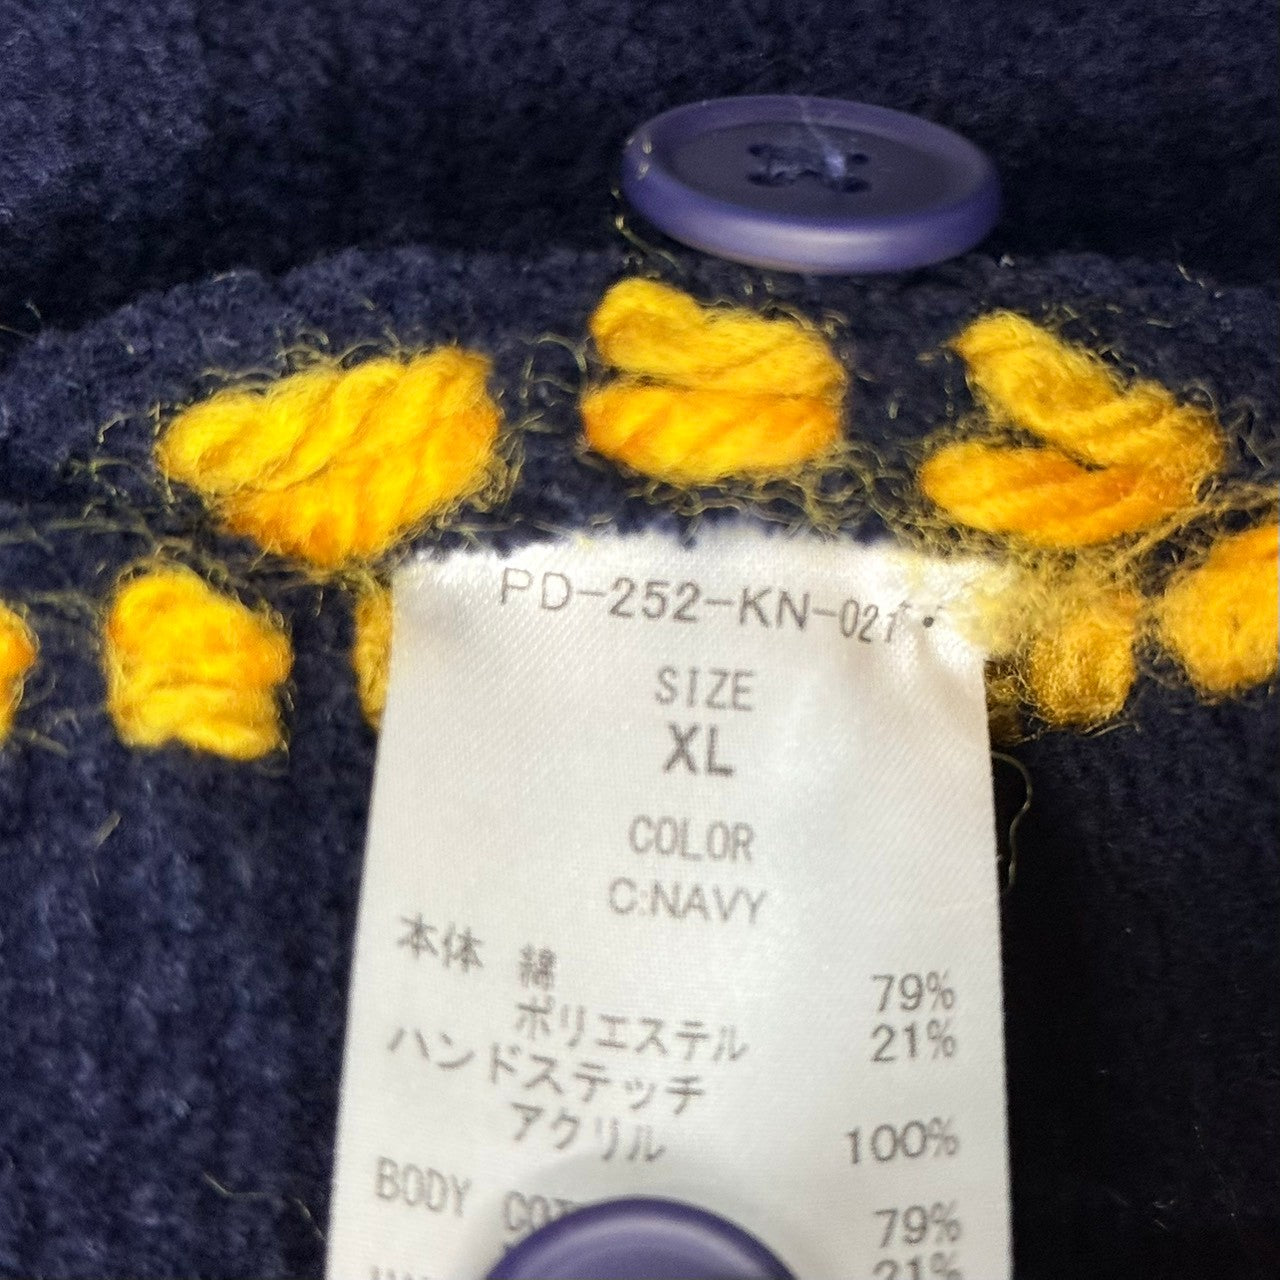 PD-252-KN-021
SIZE
XL
COLOR
C:NAVY
本体 綿 79%
ポリエステル 21%
ハンドステッチ
アクリル 100%
BODY 79%
21%